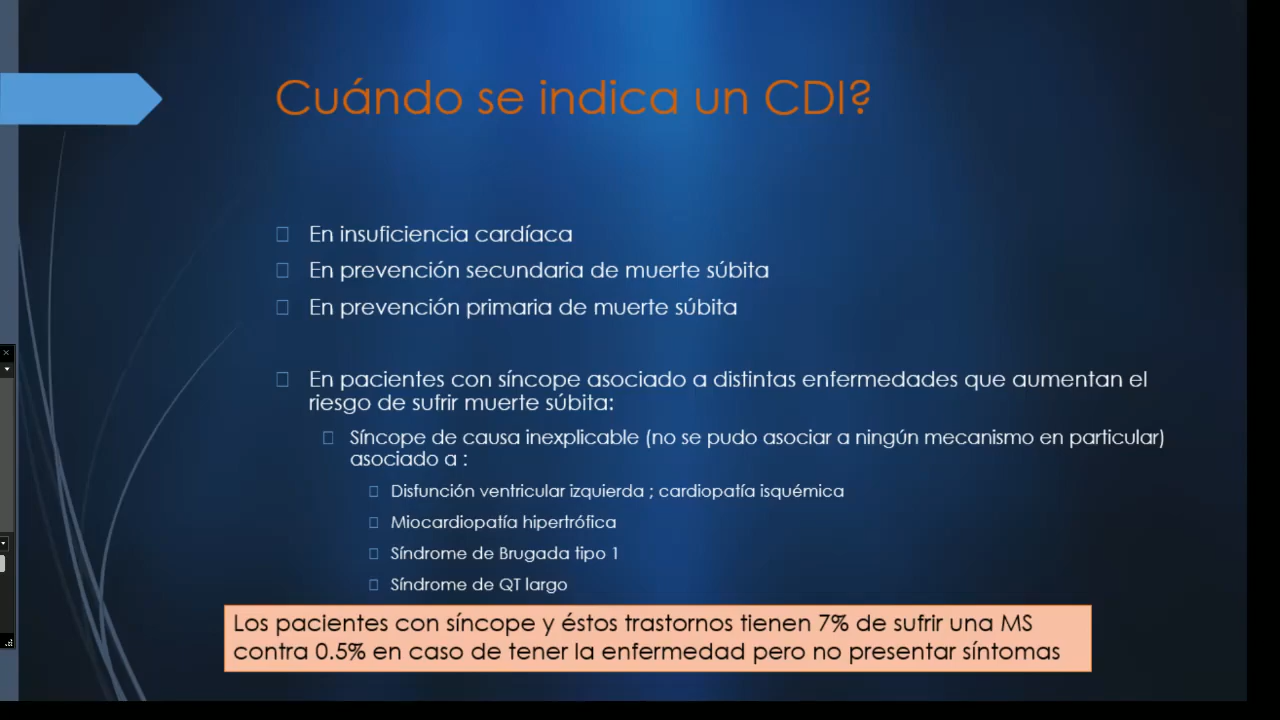 Cuándo se indica un CDI?
En insuficiencia cardíaca
En prevención secundaria de muerte súbita
En prevención primaria de muerte súbita
En pacientes con síncope asociado a distintas enfermedades que aumentan el
riesgo de sufrir muerte súbita:
Síncope de causa inexplicable (no se pudo asociar a ningún mecanismo en particular)
asociado a :
Disfunción ventricular izquierda ; cardiopatía isquémica
Miocardiopatía hipertrófica
Síndrome de Brugada tipo 1
Síndrome de QT largo
Los pacientes con síncope y éstos trastornos tienen 7% de sufrir una MS
contra 0.5% en caso de tener la enfermedad pero no presentar síntomas